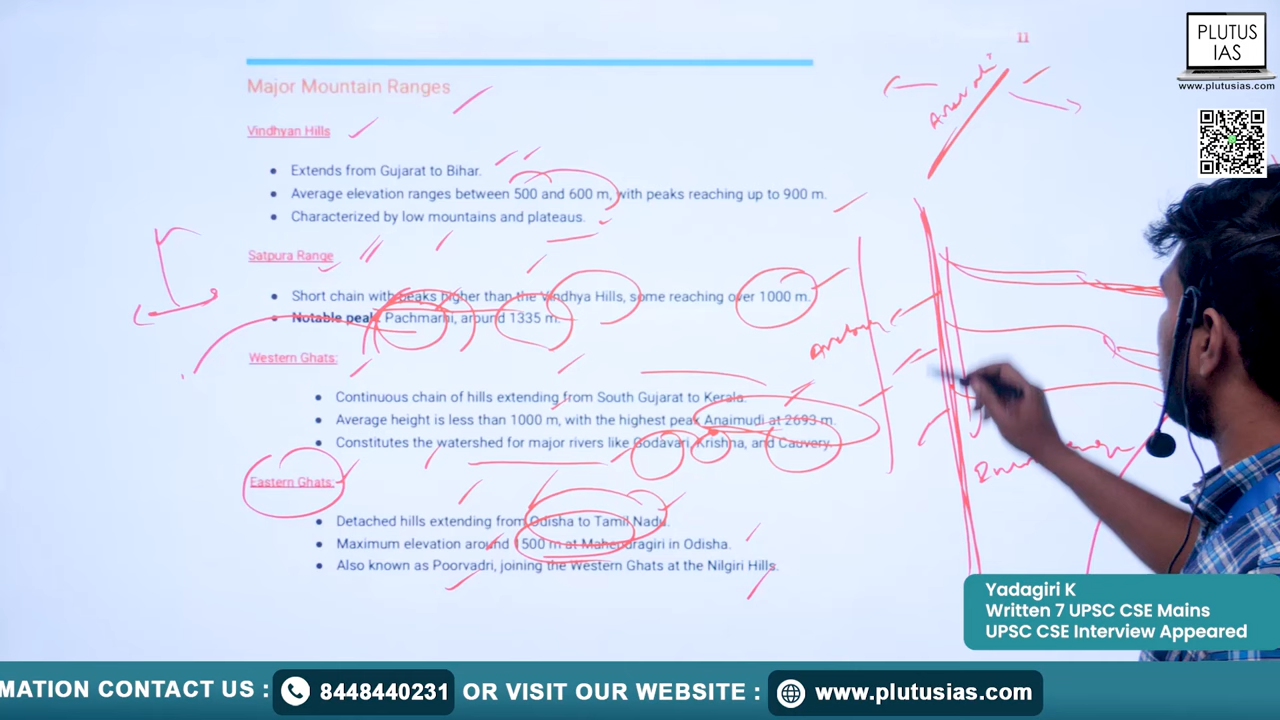 PLUTUS
IAS
www.plutusias.com
11
Major Mountain Ranges
Vindhyan Hills
• Extends from Gujarat to Bihar.
• Average elevation ranges between 500 and 600 m, with peaks reaching up to 900 m.
• Characterized by low mountains and plateaus.
Satpura Range
• Short chain with peaks higher than the Vindhya Hills, some reaching over 1000 m.
• Notable peak: Pachmarhi, around 1335 m.
Western Ghats:
• Continuous chain of hills extending from South Gujarat to Kerala.
• Average height is less than 1000 m, with the highest peak Anaimudi at 2693 m.
• Constitutes the watershed for major rivers like Godavari, Krishna, and Cauvery.
Eastern Ghats:
• Detached hills extending from Odisha to Tamil Nadu.
• Maximum elevation around 1500 m at Mahendragiri in Odisha.
• Also known as Poorvadri, joining the Western Ghats at the Nilgiri Hills.
Yadagiri K
Written 7 UPSC CSE Mains
UPSC CSE Interview Appeared
MATION CONTACT US : 8448440231 OR VISIT OUR WEBSITE : www.plutusias.com